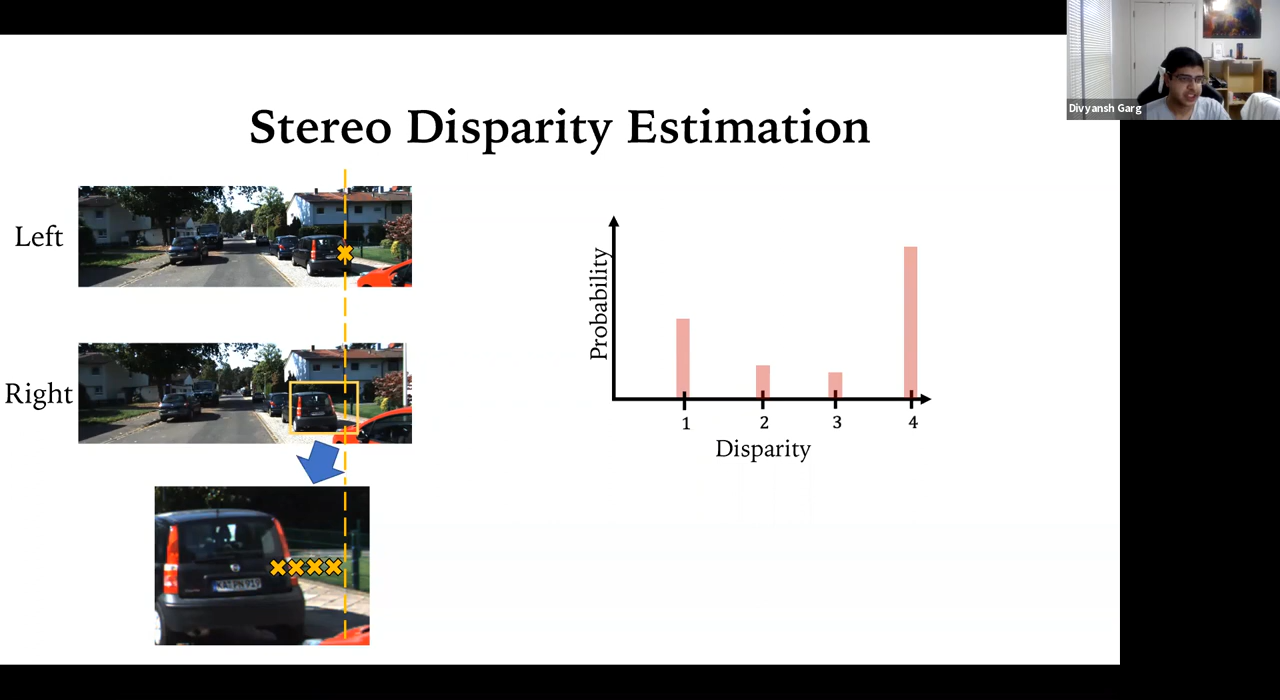 Divyansh Garg
Stereo Disparity Estimation
Left
Right
Probability
1 2 3 4
Disparity